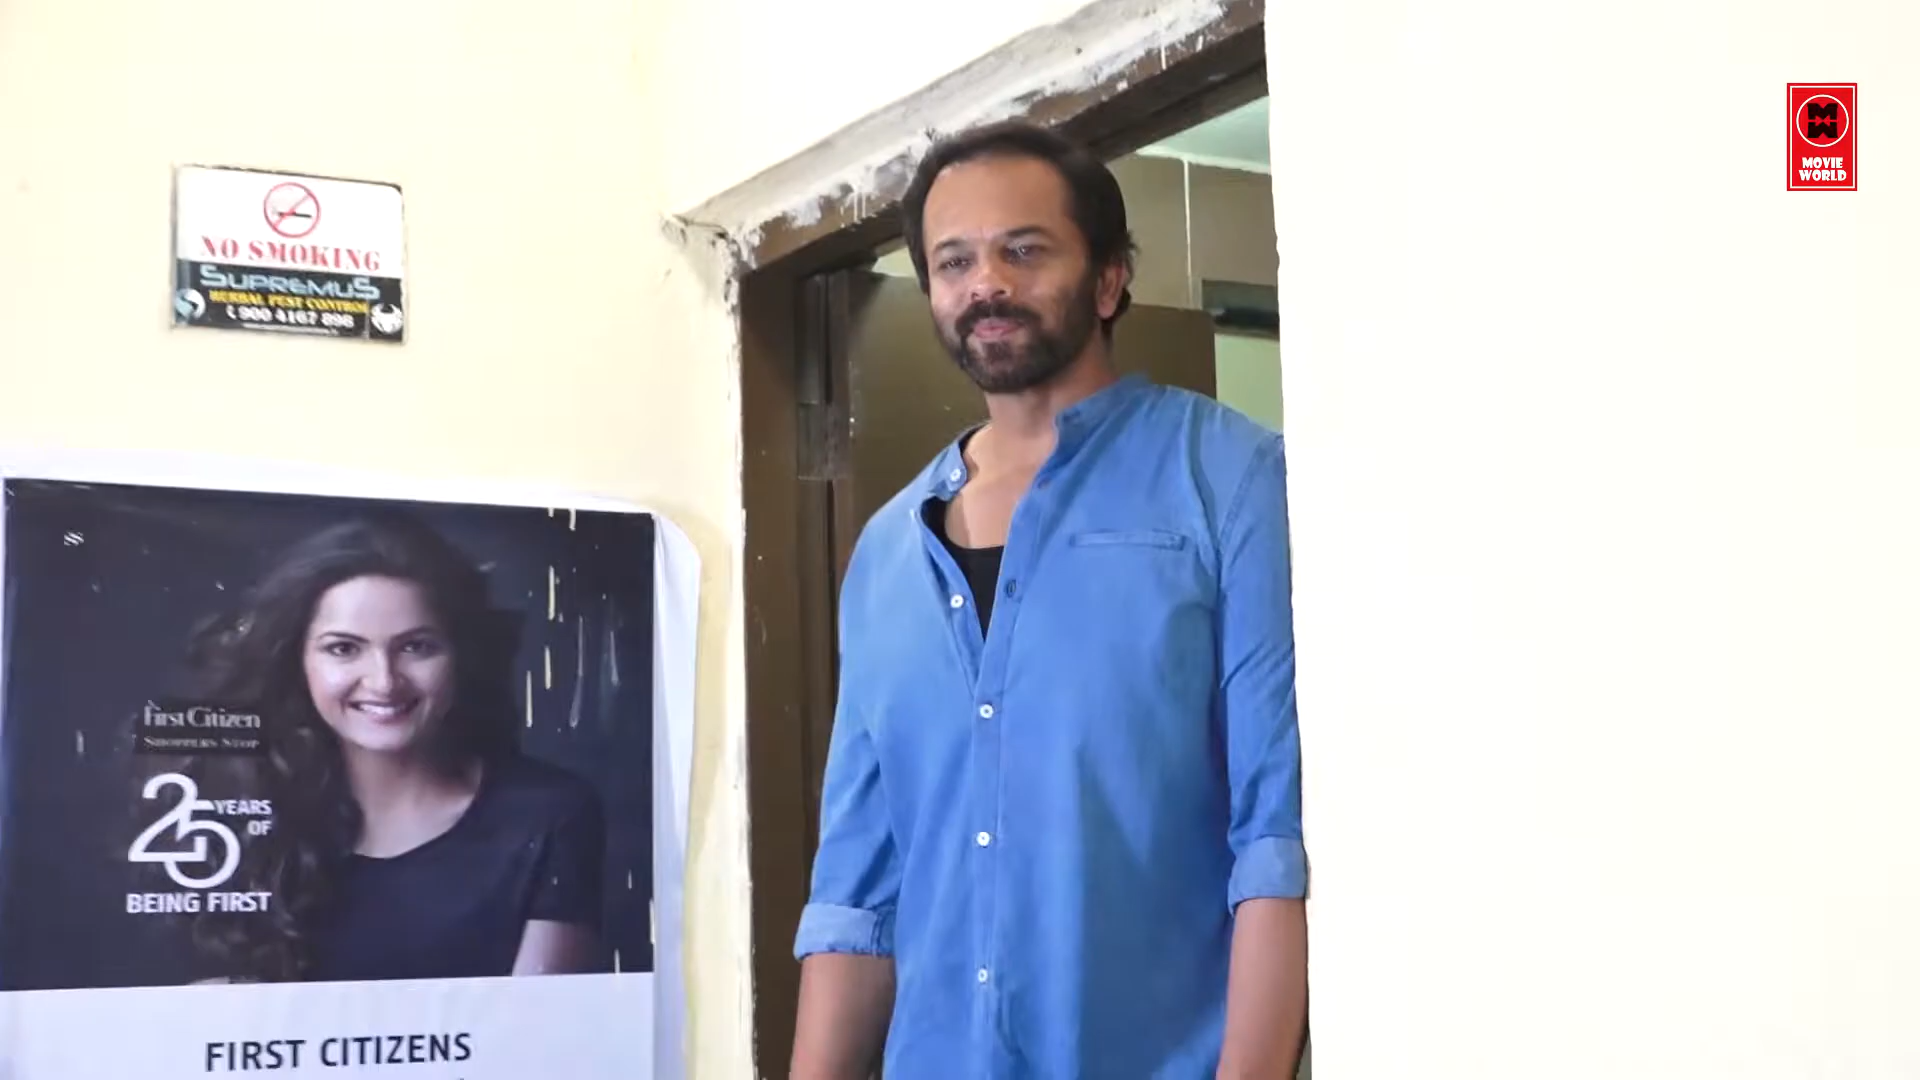 NO SMOKING
SUPREMUS
HERBAL PEST CONTROL
900 4167 896
MOVIE
WORLD
First Citizen
SHOPPERS STOP
25 YEARS
OF
BEING FIRST
FIRST CITIZENS